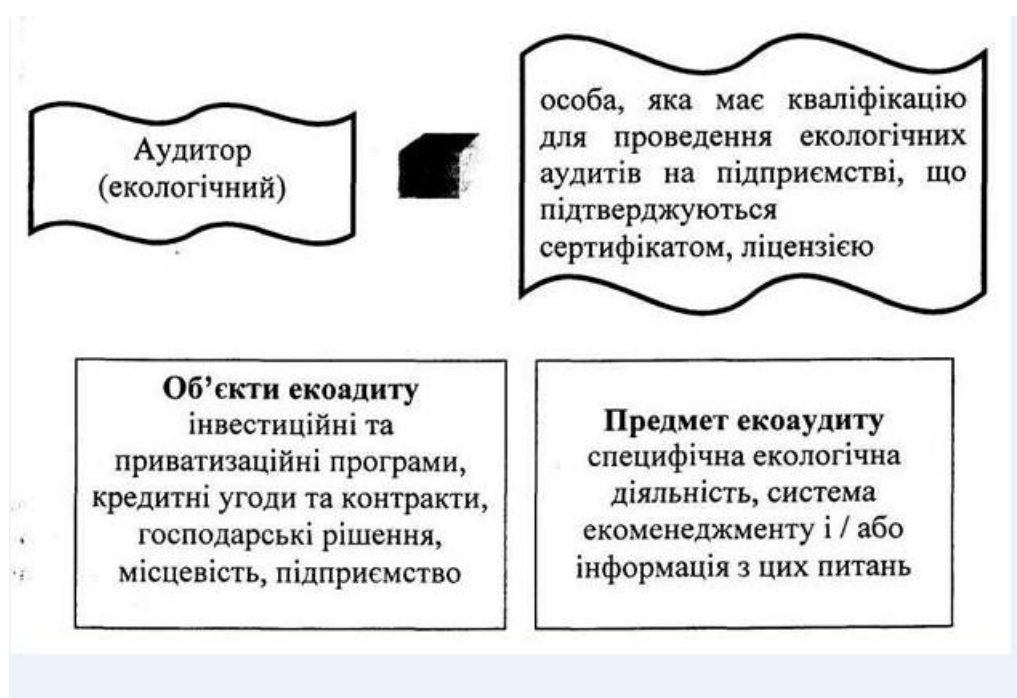 Аудитор
(екологічний)
особа, яка має кваліфікацію
для проведення екологічних
аудитів на підприємстві, що
підтверджуються
сертифікатом, ліцензією
Об’єкти екоадиту
інвестиційні та
приватизаційні програми,
кредитні угоди та контракти,
господарські рішення,
місцевість, підприємство
Предмет екоаудиту
специфічна екологічна
діяльність, система
екоменеджменту і / або
інформація з цих питань